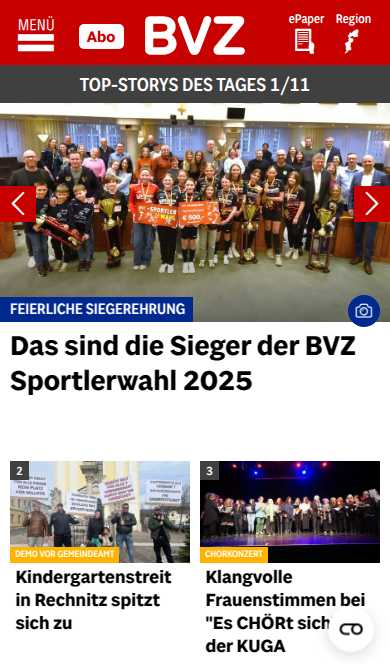 MENÜ
Abo
BVZ
ePaper
Region
TOP-STORYS DES TAGES 1/11
SPORTLER
€ 500,-
FEIERLICHE SIEGEREHRUNG
Das sind die Sieger der BVZ
Sportlerwahl 2025
2
DEMO VOR GEMEINDEAMT
Kindergartenstreit
in Rechnitz spitzt
sich zu
3
CHORKONZERT
Klangvolle
Frauenstimmen bei
"Es CHÖRt sich
der KUGA